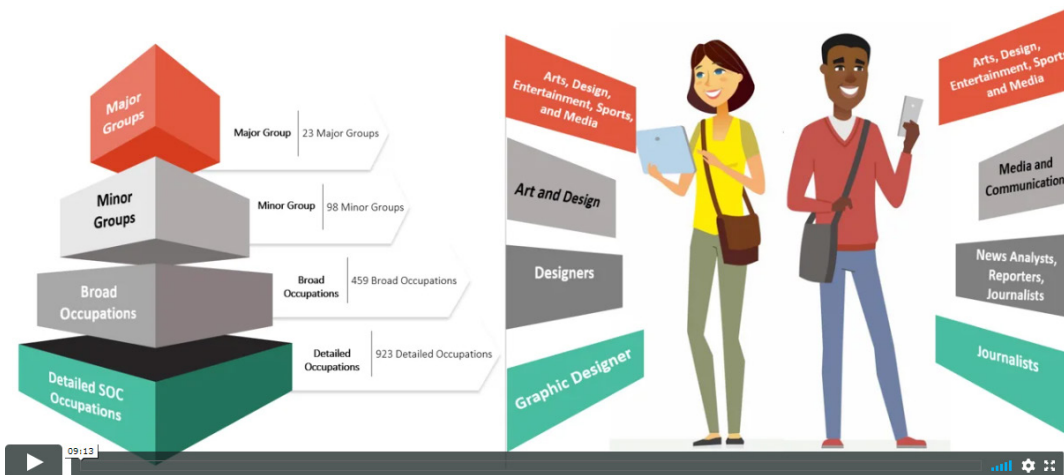 Major
Groups
Major Group
23 Major Groups
Minor
Groups
Minor Group
98 Minor Groups
Broad
Occupations
Broad
Occupations
459 Broad Occupations
Detailed SOC
Occupations
Detailed
Occupations
923 Detailed Occupations
Arts, Design,
Entertainment, Sports,
and Media
Art and Design
Designers
Graphic Designer
Arts, Design,
Entertainment, Sports
and Media
Media and
Communication
News Analysts,
Reporters,
Journalists
Journalists
09:13